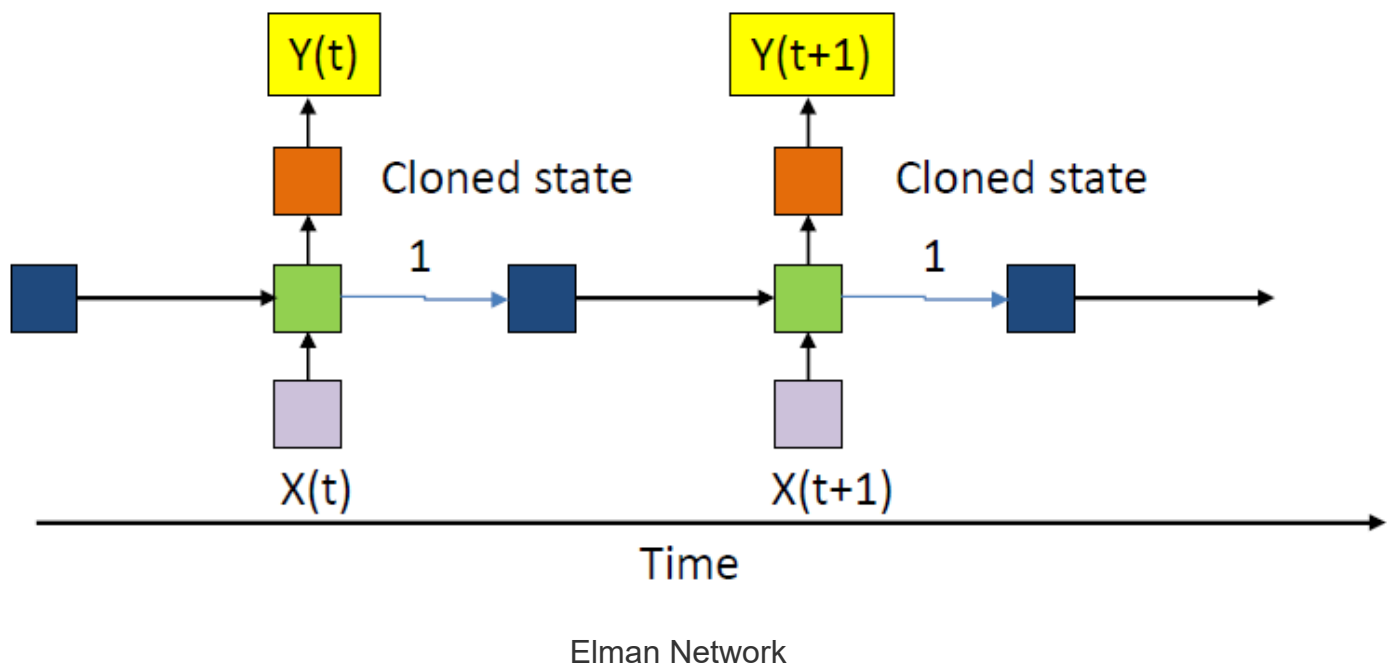 Y(t)
Y(t+1)
Cloned state
Cloned state
1
1
X(t)
X(t+1)
Time
Elman Network